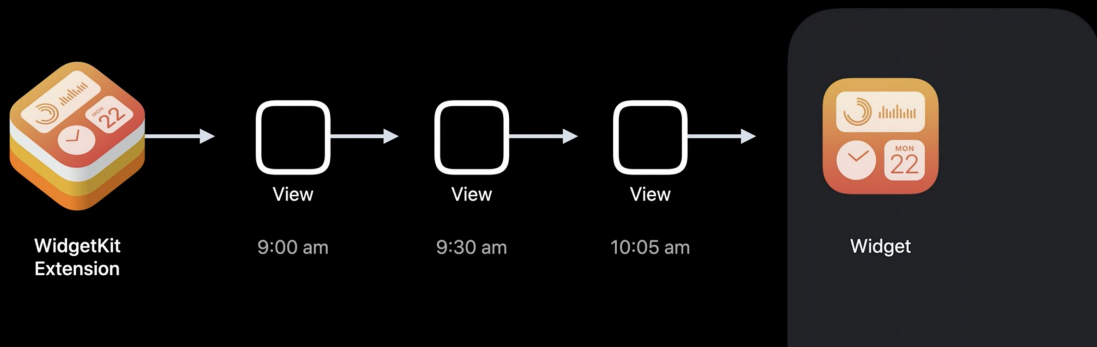 MON
22
WidgetKit
Extension
View
9:00 am
View
9:30 am
View
10:05 am
MON
22
Widget